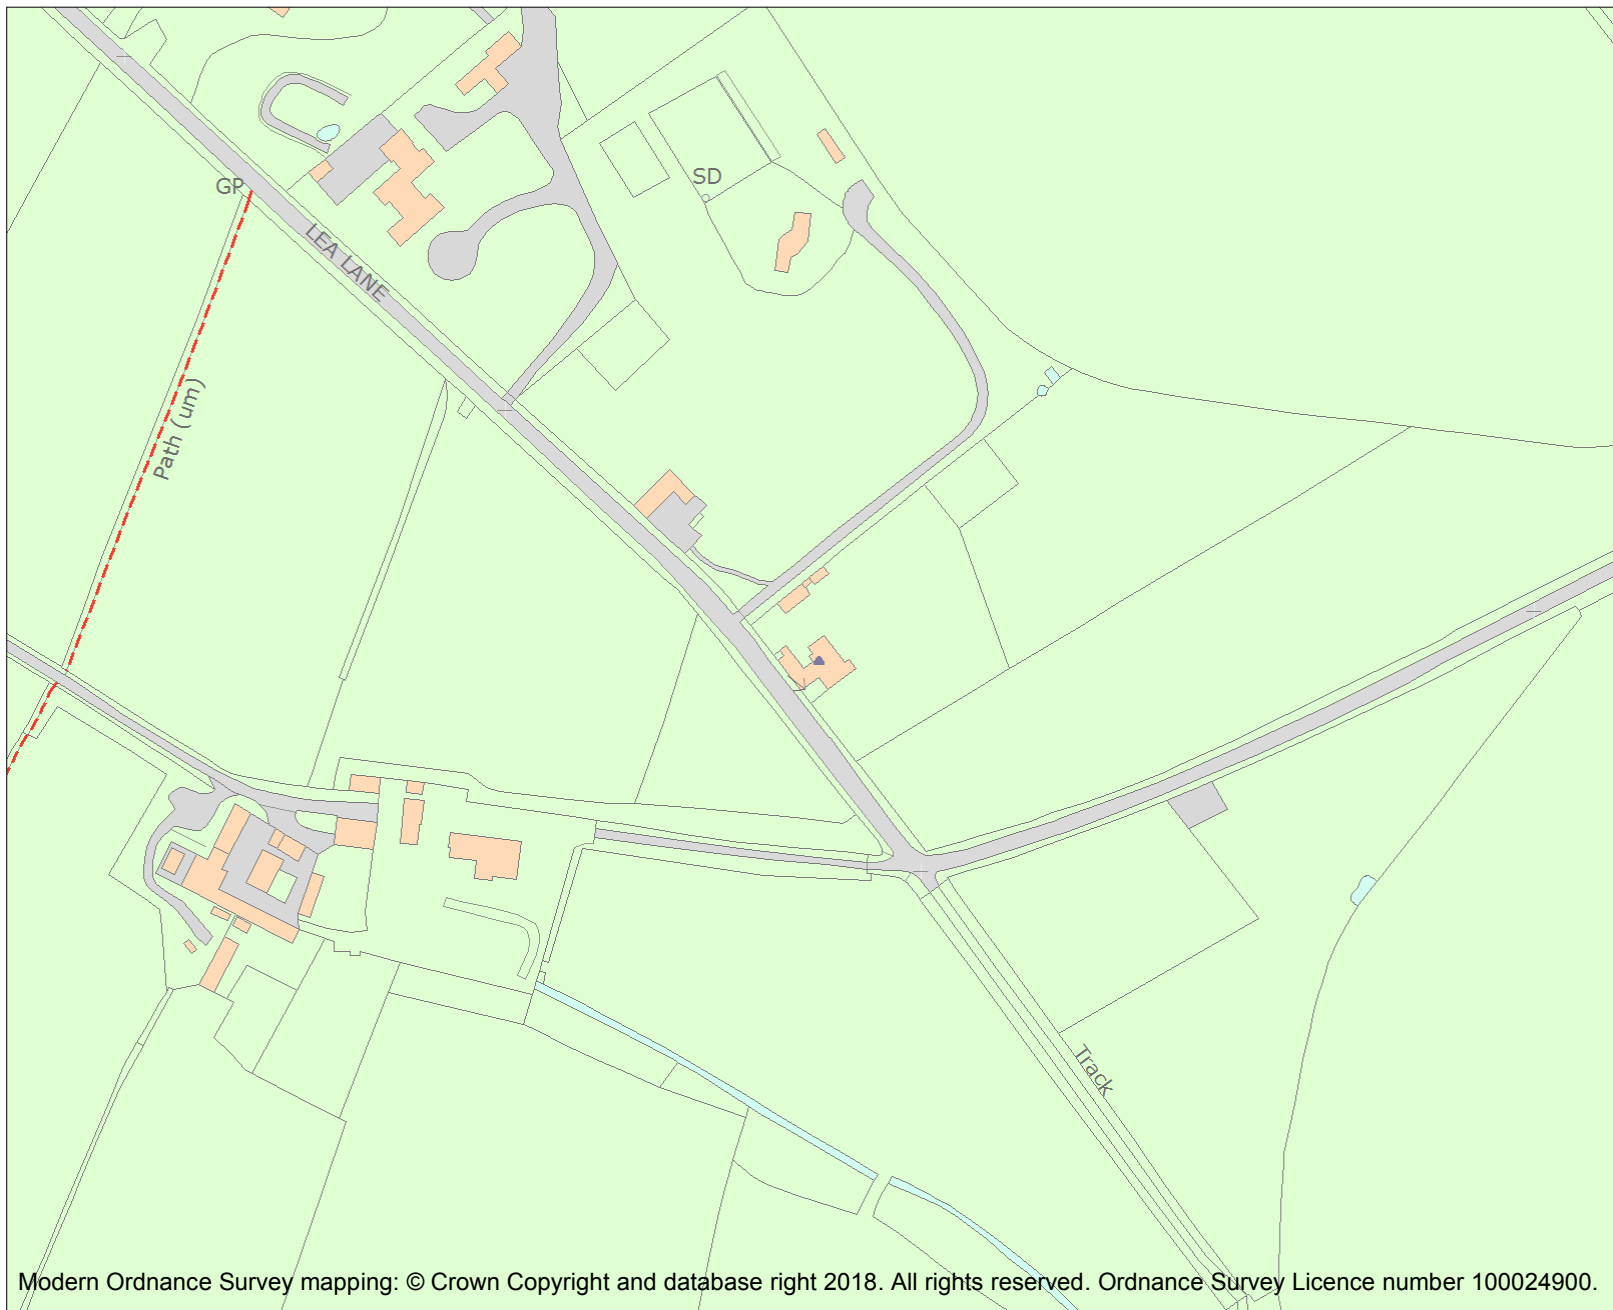 SD
GP
LEA LANE
Path (um)
Track
Modern Ordnance Survey mapping: © Crown Copyright and database right 2018. All rights reserved. Ordnance Survey Licence number 100024900.